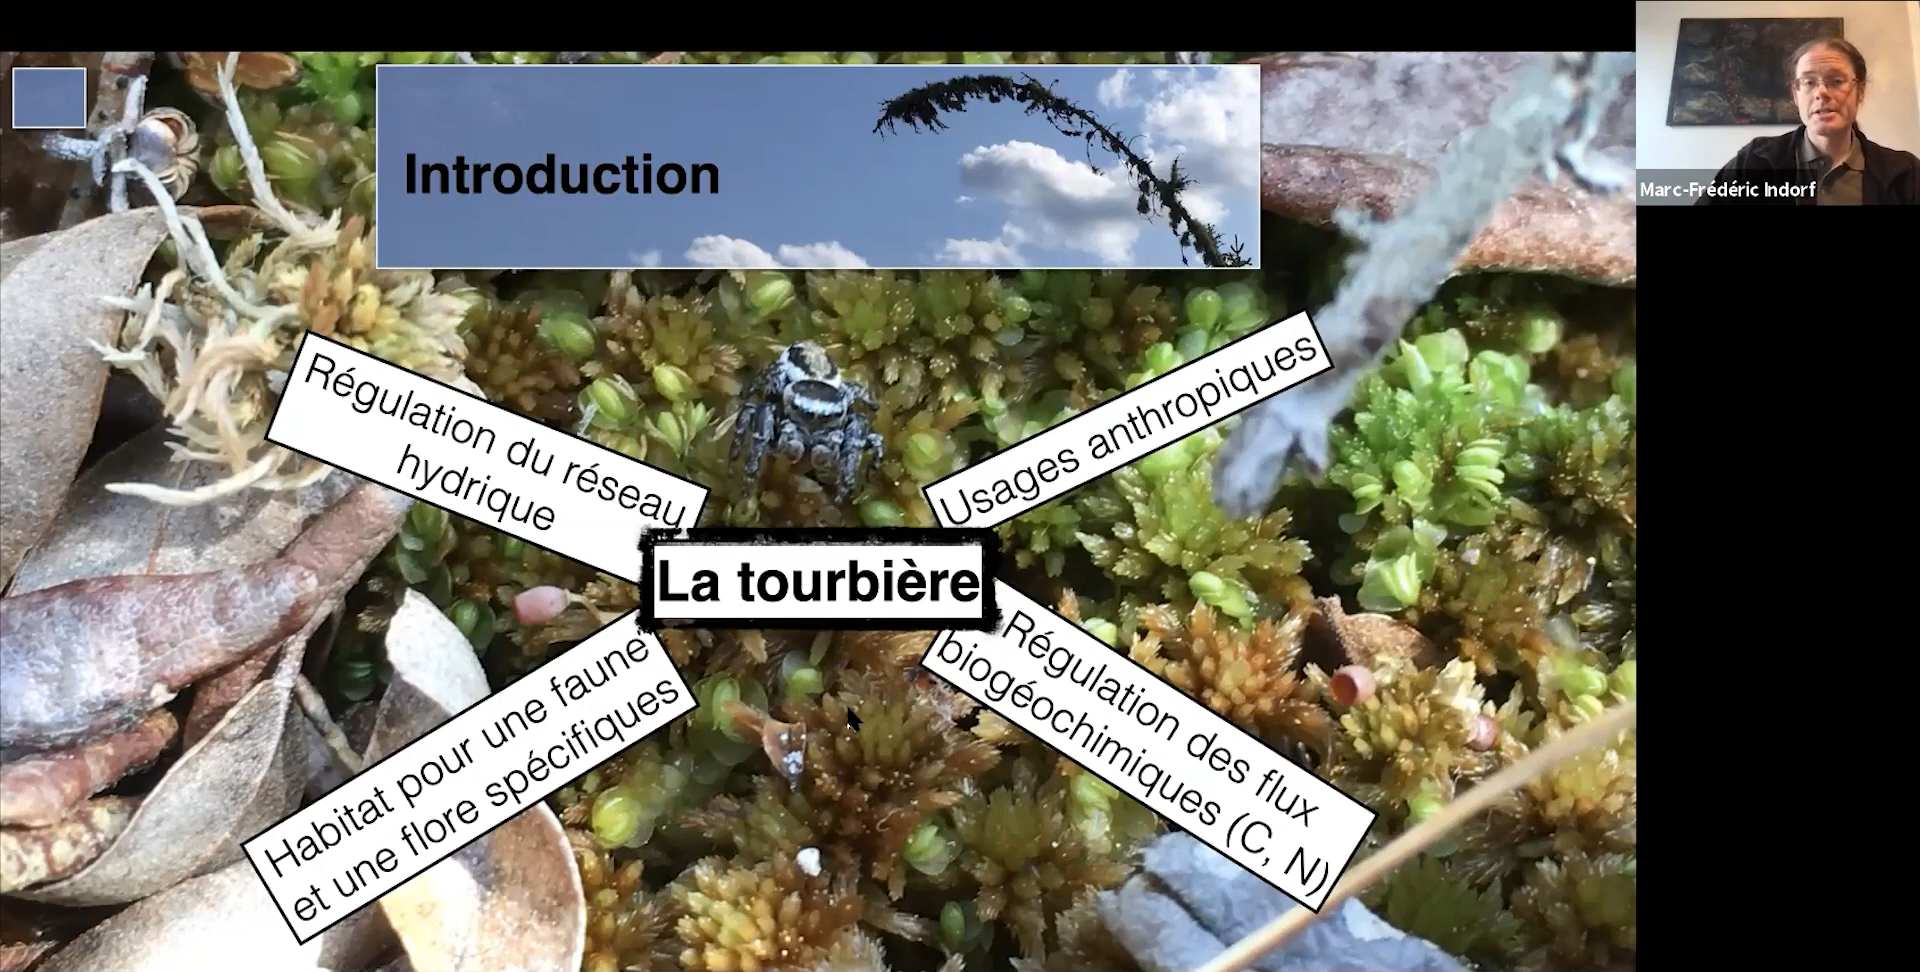 Introduction
Marc-Frédéric Indorf
Régulation du réseau
hydrique
Usages anthropiques
La tourbière
Habitat pour une faune
et une flore spécifiques
Régulation des flux
biogéochimiques (C, N)